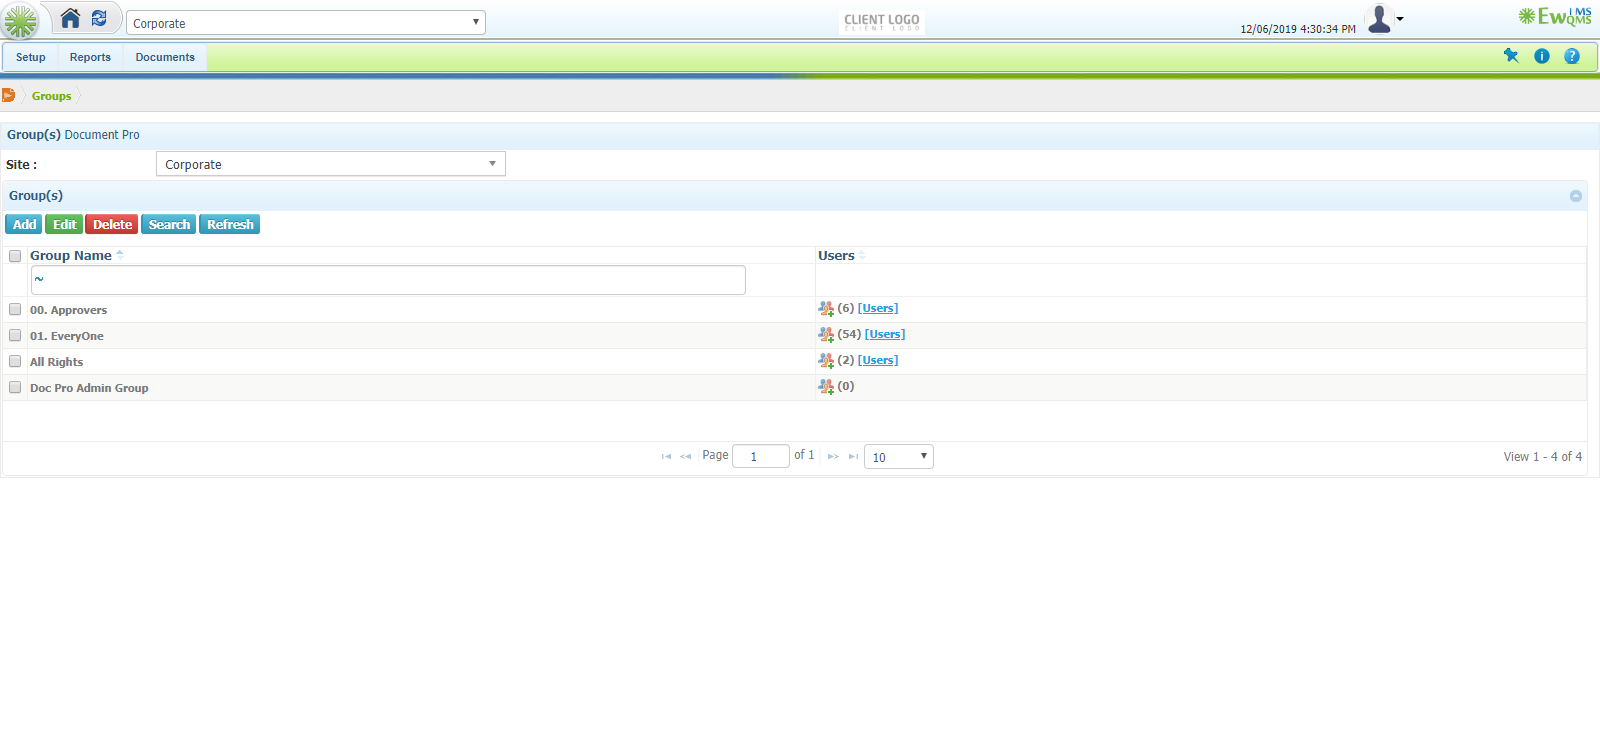 Corporate
CLIENT LOGO
CLIENT LOGO
12/06/2019 4:30:34 PM
EwQMS
IMS
Setup Reports Documents
Groups
Group(s) Document Pro
Site : Corporate
Group(s)
Add Edit Delete Search Refresh
Group Name Users
~
00. Approvers (6) [Users]
01. EveryOne (54) [Users]
All Rights (2) [Users]
Doc Pro Admin Group (0)
Page 1 of 1 10 View 1 - 4 of 4